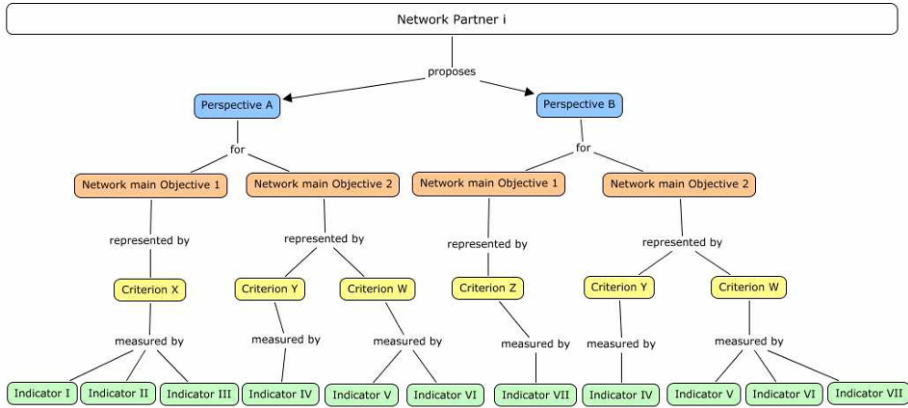 Network Partner i
proposes
Perspective A
Perspective B
for
for
Network main Objective 1
Network main Objective 2
Network main Objective 1
Network main Objective 2
represented by
represented by
represented by
represented by
Criterion X
Criterion Y
Criterion W
Criterion Z
Criterion Y
Criterion W
measured by
measured by
measured by
measured by
measured by
measured by
Indicator I
Indicator II
Indicator III
Indicator IV
Indicator V
Indicator VI
Indicator VII
Indicator IV
Indicator V
Indicator VI
Indicator VII